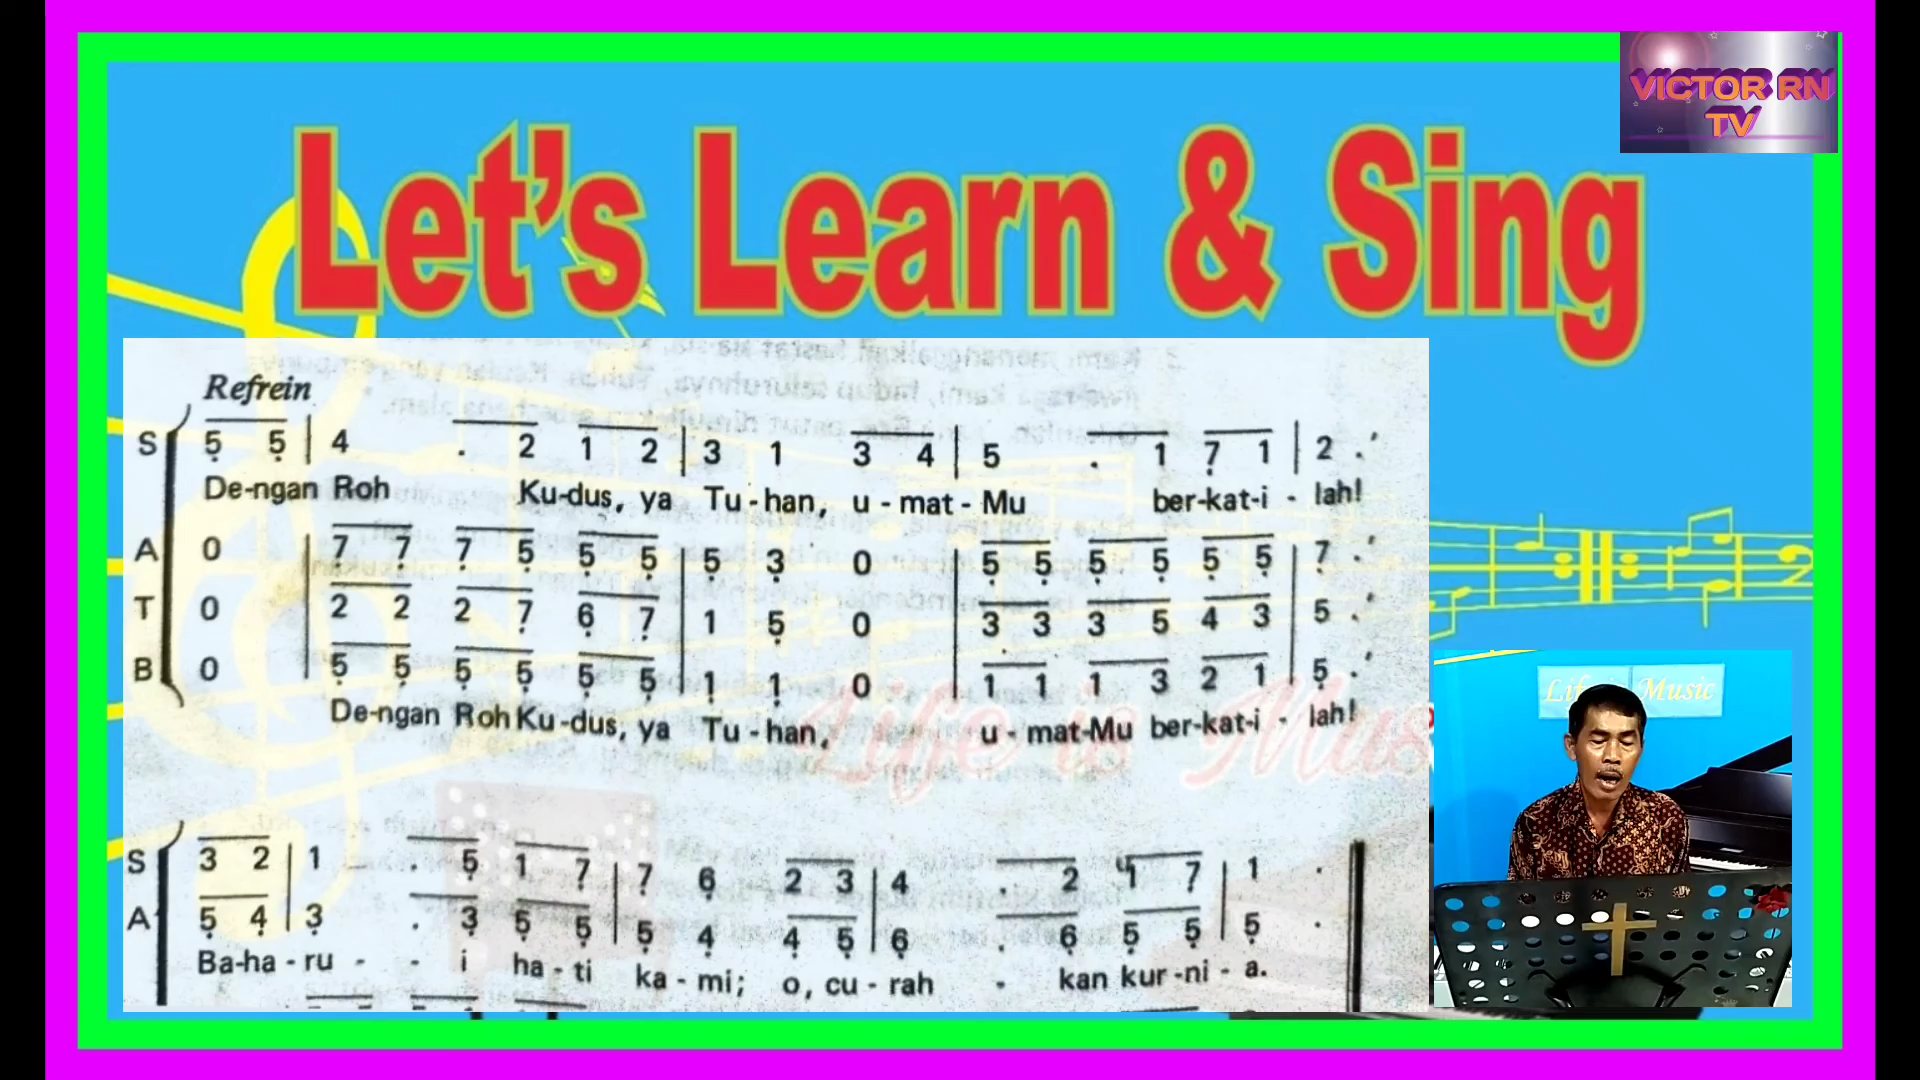 VICTOR RN
TV
Let's Learn & Sing
Refrein
S 5 5 | 4 . 2 1 2 | 3 1 3 4 | 5 . 1 7 1 | 2 . '
De-ngan Roh Ku-dus, ya Tu-han, u-mat-Mu ber-kat-i-lah!
A 0 | 7 7 7 5 5 5 | 5 3 0 | 5 5 5 5 5 5 | 7 . '
T 0 | 2 2 2 7 6 7 | 1 5 0 | 3 3 3 5 4 3 | 5 . '
B 0 | 5 5 5 5 5 5 | 1 1 0 | 1 1 1 3 2 1 | 5 . '
De-ngan Roh Ku-dus, ya Tu-han, u-mat-Mu ber-kat-i-lah!
S 3 2 | 1 . 5 1 7 | 7 6 2 3 | 4 . 2 1 7 | 1 .
A 5 4 | 3 . 3 5 5 | 5 4 4 5 | 6 . 6 5 5 | 5 .
Ba-ha-ru - - i ha-ti ka-mi; o, cu-rah - kan kur-ni-a.
Life is Mus
Life is Music